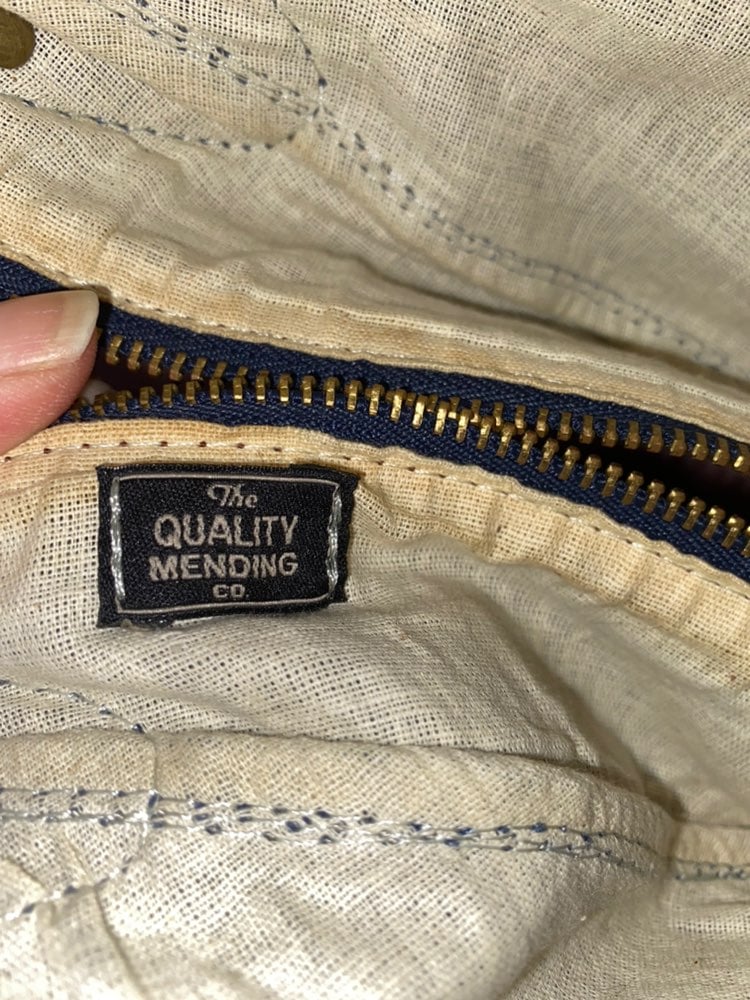 The
QUALITY
MENDING
CO.